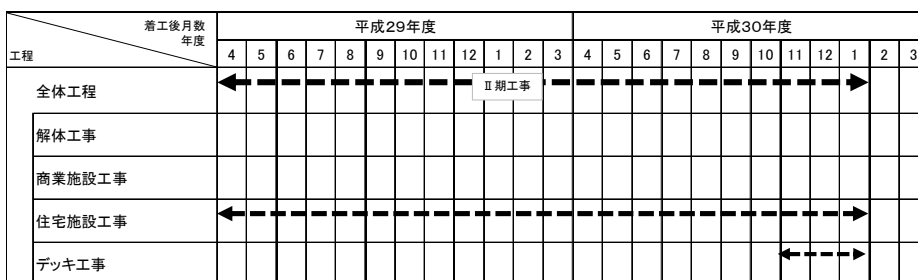 着工後月数
年度
工程
平成29年度 平成30年度
4 5 6 7 8 9 10 11 12 1 2 3 4 5 6 7 8 9 10 11 12 1 2 3
全体工程
Ⅱ期工事
解体工事
商業施設工事
住宅施設工事
デッキ工事